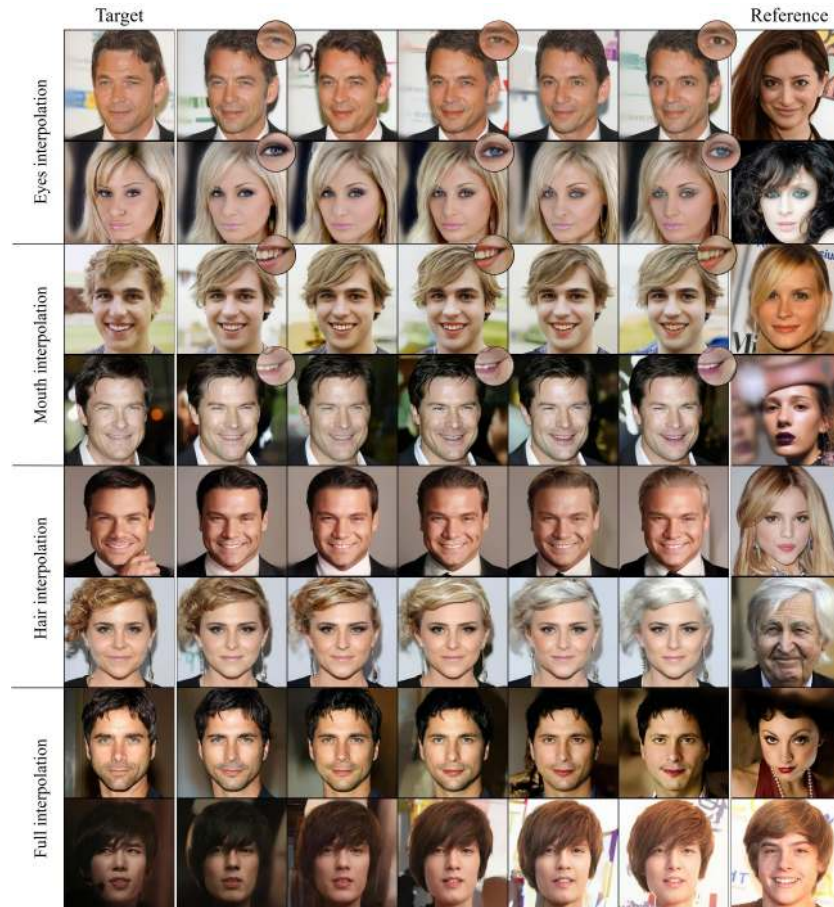 Target
Reference
Eyes interpolation
Mouth interpolation
Hair interpolation
Full interpolation